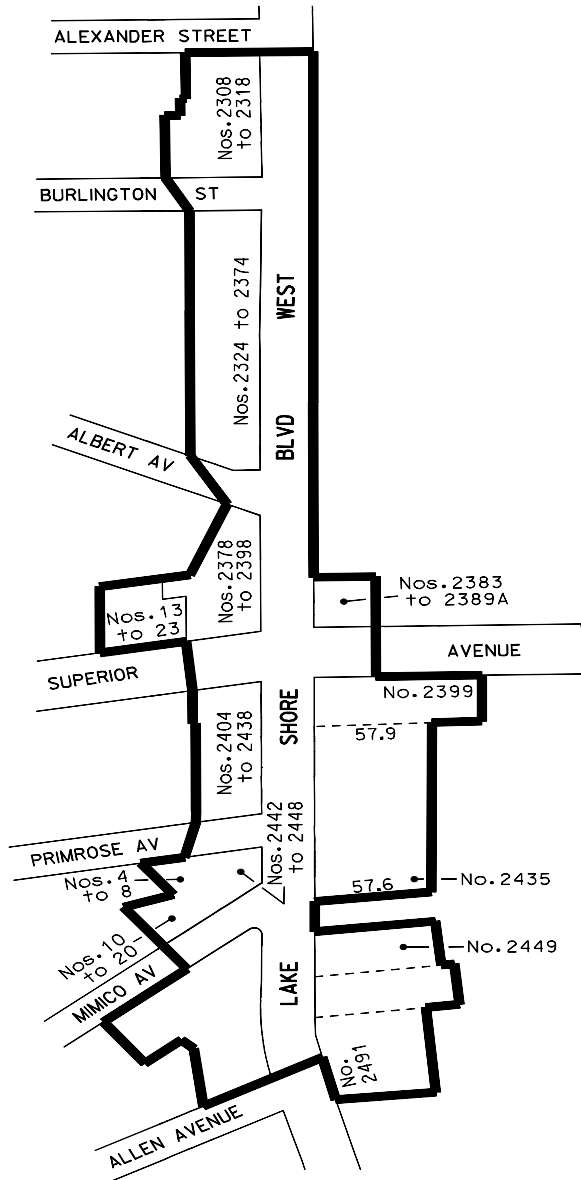 ALEXANDER STREET
Nos.2308
to 2318
BURLINGTON ST
Nos.2324 to 2374
WEST
BLVD
ALBERT AV
Nos.2378
to 2398
Nos.2383
to 2389A
Nos.13
to 23
AVENUE
SUPERIOR
No.2399
SHORE
57.9
Nos.2404
to 2438
Nos.2442
to 2448
PRIMROSE AV
Nos.4
to 8
57.6
No.2435
Nos.10
to 20
No.2449
MIMICO AV
LAKE
No.
2491
ALLEN AVENUE